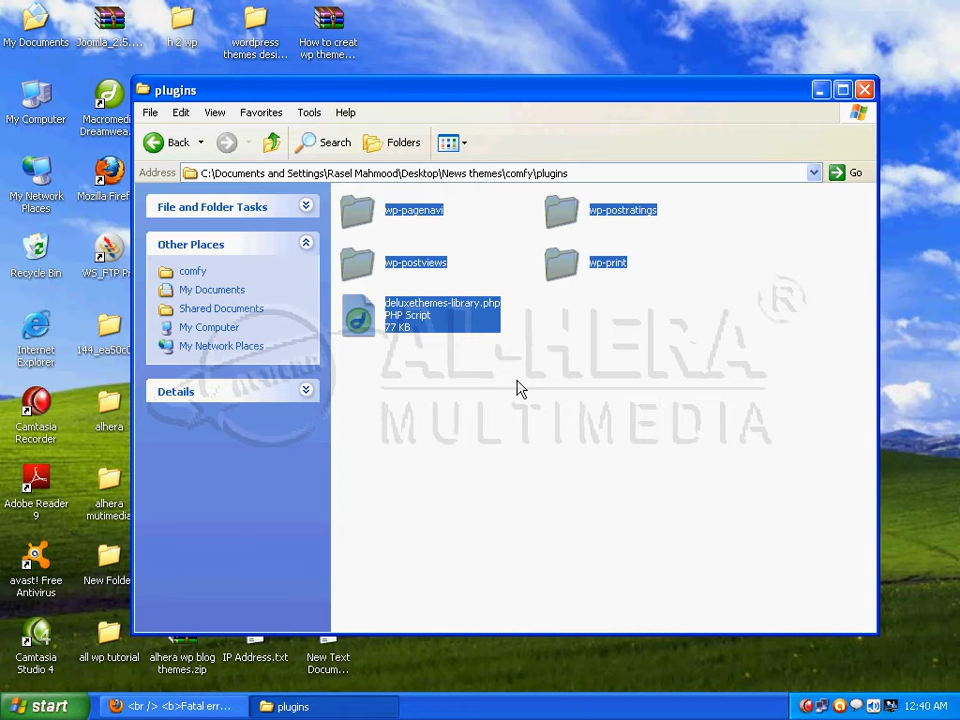 My Documents
Joomla_2.5....
h 2 wp
wordpress
themes desi...
How to creat
wp theme...
My Computer
Macromedi
Dreamwea..
My Network
Places
Mozilla Firef
Recycle Bin
WS_FTP Pr
Internet
Explorer
144_ea50c0
Camtasia
Recorder
alhera
Adobe Reader
9
alhera
mutimedia
avast! Free
Antivirus
New Folde
Camtasia
Studio 4
all wp tutorial
alhera wp blog
themes.zip
IP Address.txt
New Text
Docum...
plugins
File Edit View Favorites Tools Help
Back Search Folders
Address C:\Documents and Settings\Rasel Mahmood\Desktop\News themes\comfy\plugins Go
File and Folder Tasks
Other Places
comfy
My Documents
Shared Documents
My Computer
My Network Places
Details
wp-pagenavi
wp-postratings
wp-postviews
wp-print
deluxethemes-library.php
PHP Script
77 KB
AL-HERA ®
MULTIMEDIA
start
<br /> <b>Fatal err...
plugins
12:40 AM